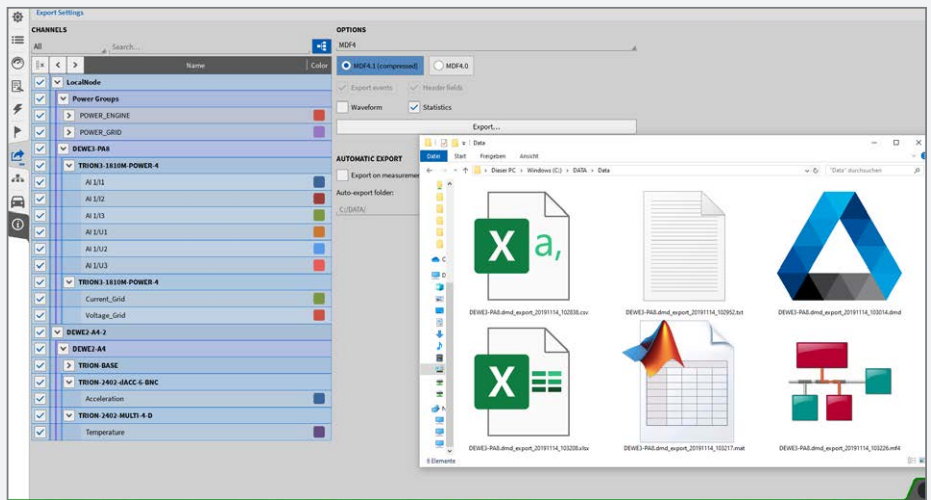 Export Settings
CHANNELS
All
Search...
Name
Color
LocalNode
Power Groups
POWER_ENGINE
POWER_GRID
DEWE3-PA8
TRION3-1810M-POWER-4
AI 1/I1
AI 1/I2
AI 1/I3
AI 1/U1
AI 1/U2
AI 1/U3
TRION3-1810M-POWER-4
Current_Grid
Voltage_Grid
DEWE2-A4-2
DEWE2-A4
TRION-BASE
TRION-2402-dACC-6-BNC
Acceleration
TRION-2402-MULTI-4-D
Temperature
OPTIONS
MDF4
MDF4.1 (compressed)
MDF4.0
Export events
Header fields
Waveform
Statistics
Export...
AUTOMATIC EXPORT
Export on measuremen
Auto-export folder:
C:/DATA/
Data
Datei
Start
Freigeben
Ansicht
Dieser PC > Windows (C:) > DATA > Data
"Data" durchsuchen
X a,
DEWE3-PA8.dmd_export_20191114_102838.csv
DEWE3-PA8.dmd_export_20191114_102952.txt
DEWE3-PA8.dmd_export_20191114_103014.dmd
X
DEWE3-PA8.dmd_export_20191114_103208.xlsx
DEWE3-PA8.dmd_export_20191114_103217.mat
DEWE3-PA8.dmd_export_20191114_103226.mf4
6 Elemente